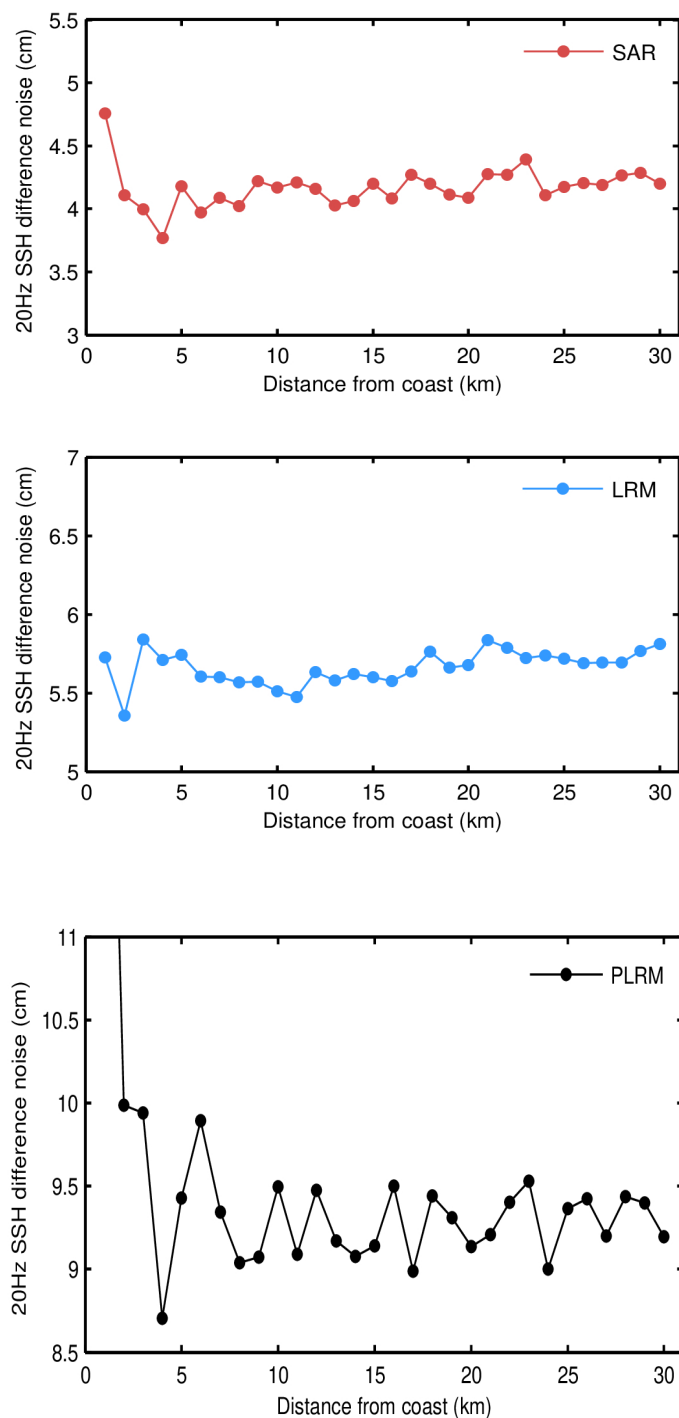 5.5
SAR
5
4.5
4
3.5
3
20Hz SSH difference noise (cm)
0 5 10 15 20 25 30
Distance from coast (km)
7
LRM
6.5
6
5.5
5
20Hz SSH difference noise (cm)
0 5 10 15 20 25 30
Distance from coast (km)
11
PLRM
10.5
10
9.5
9
8.5
20Hz SSH difference noise (cm)
0 5 10 15 20 25 30
Distance from coast (km)